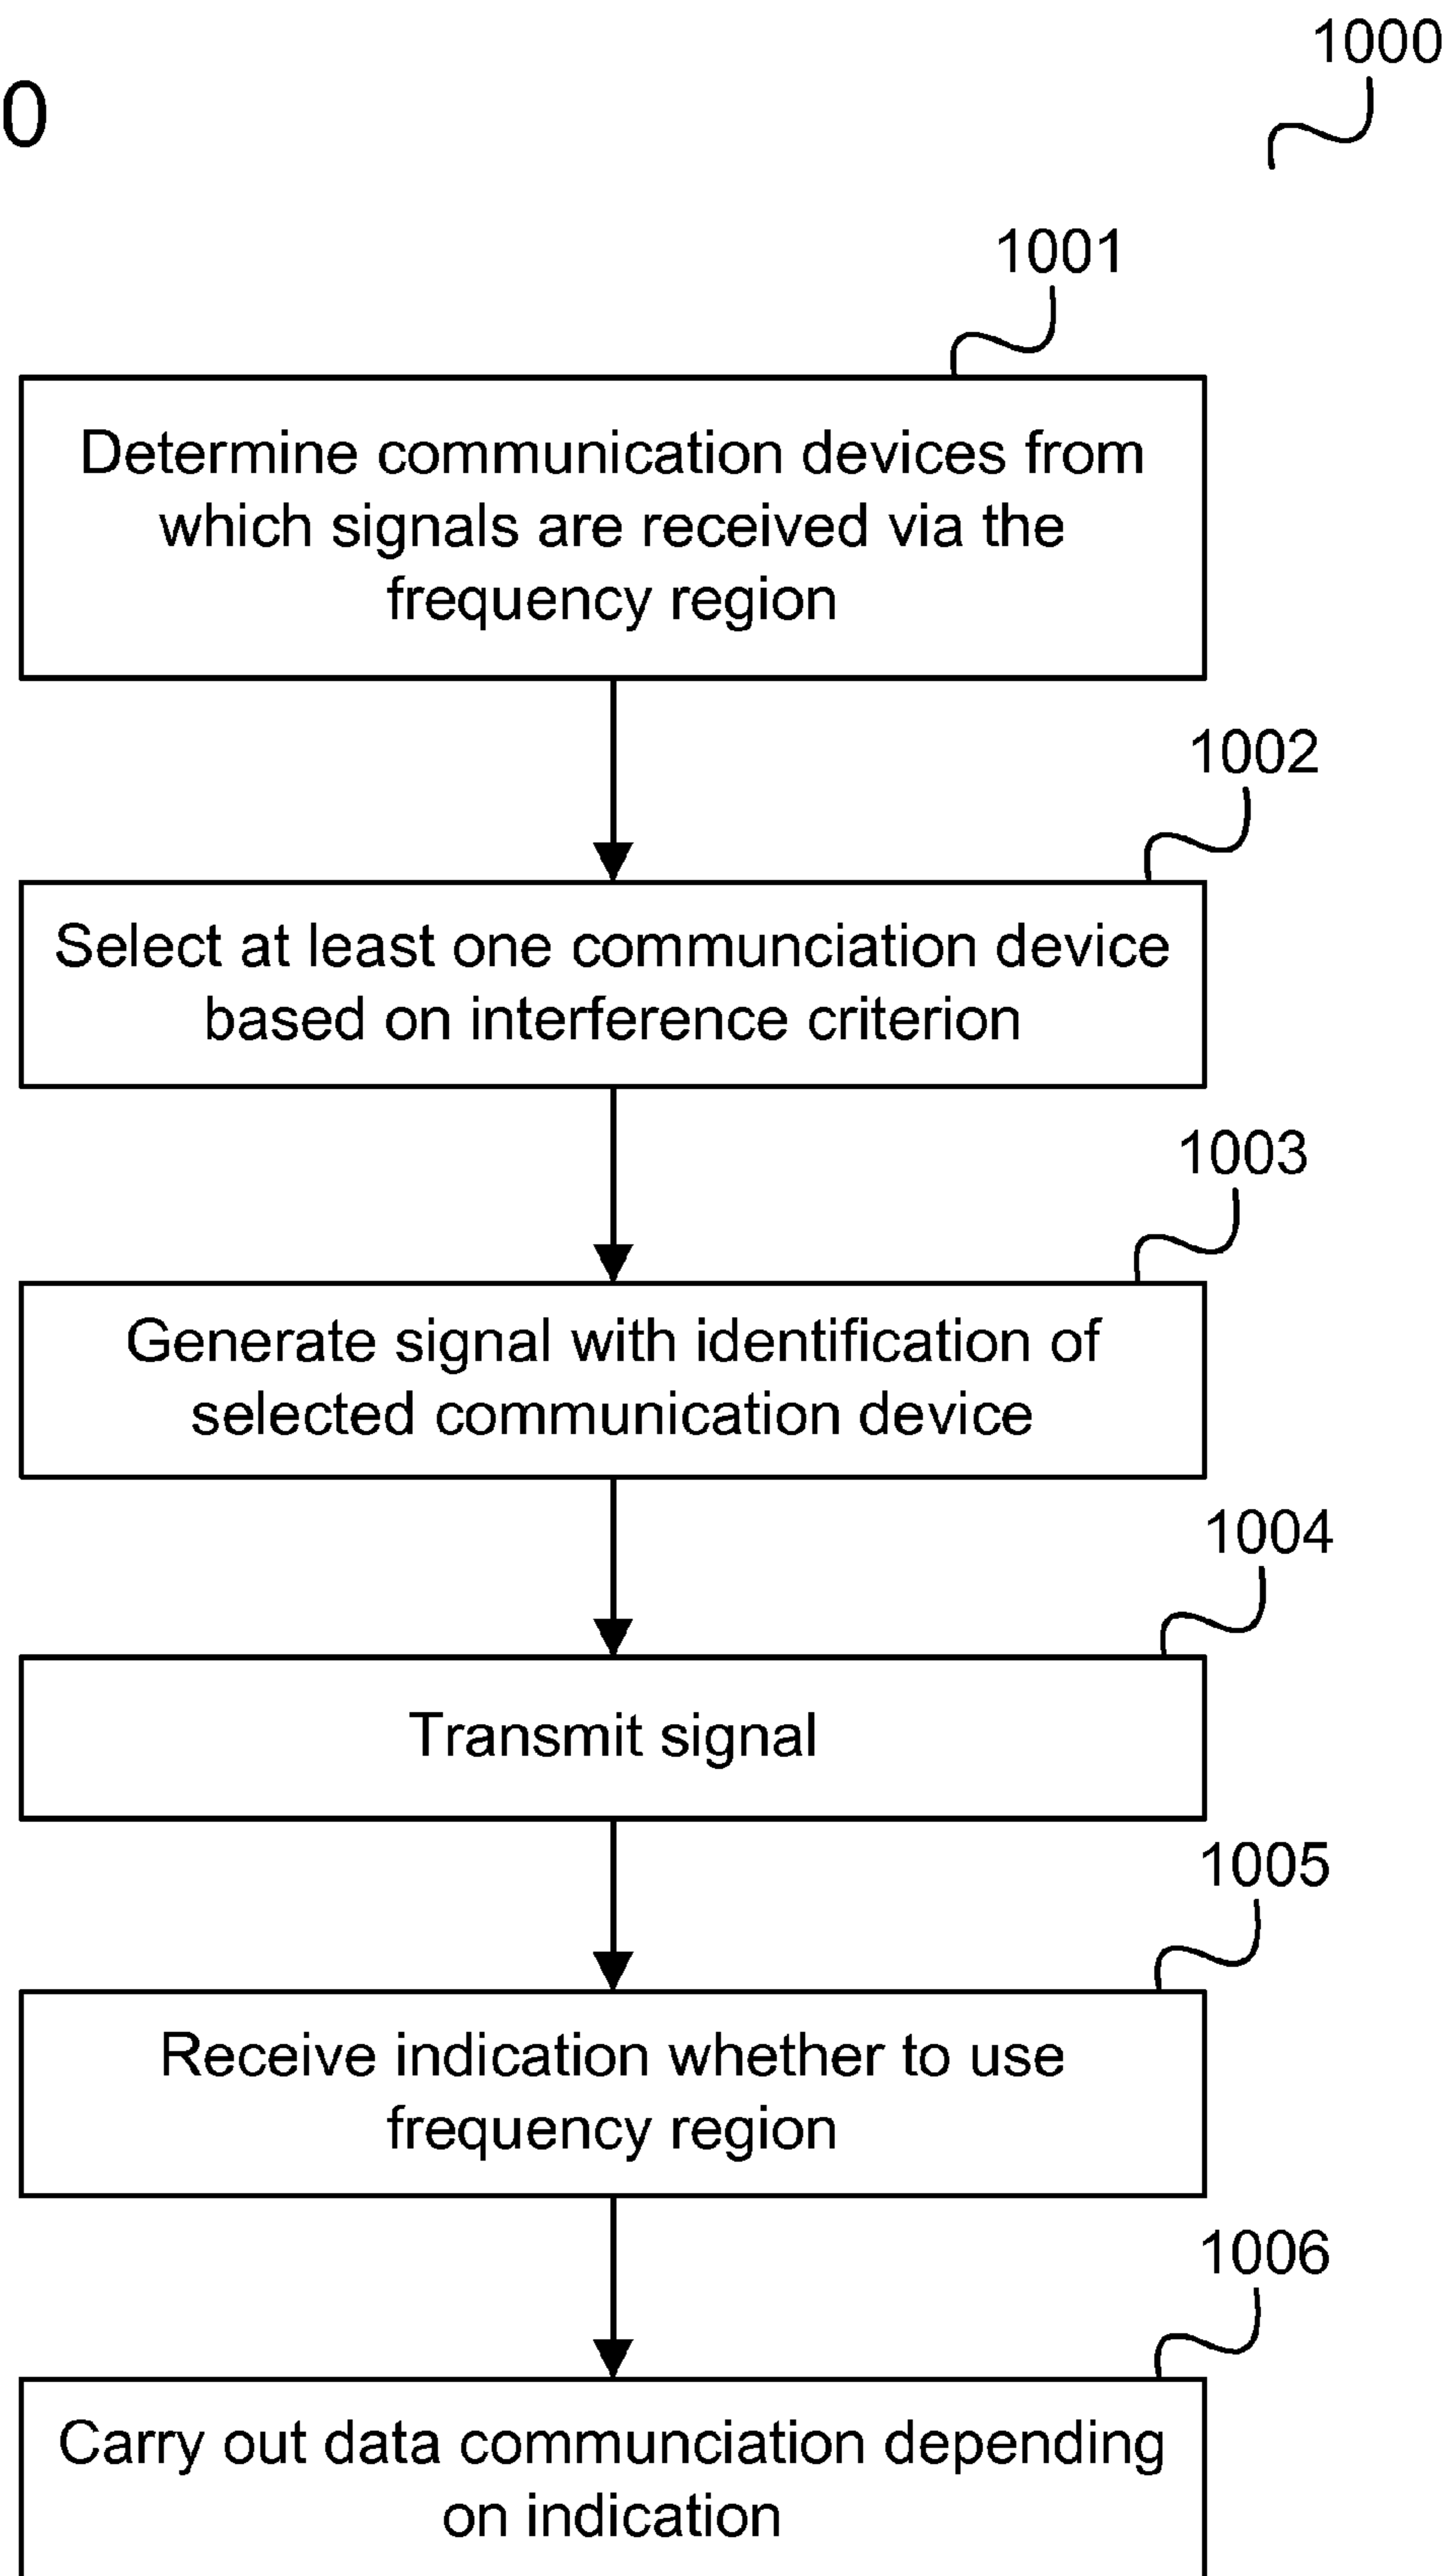 1000
0
1001
Determine communication devices from
which signals are received via the
frequency region
1002
Select at least one communciation device
based on interference criterion
1003
Generate signal with identification of
selected communication device
1004
Transmit signal
1005
Receive indication whether to use
frequency region
1006
Carry out data communciation depending
on indication